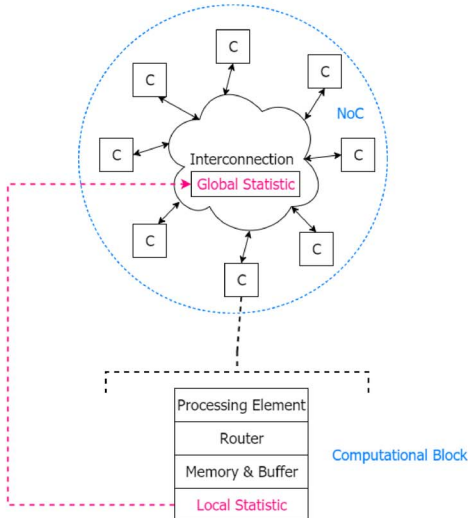 C
C
C
NoC
C
C
Interconnection
Global Statistic
C
C
C
Processing Element
Router
Memory & Buffer
Computational Block
Local Statistic